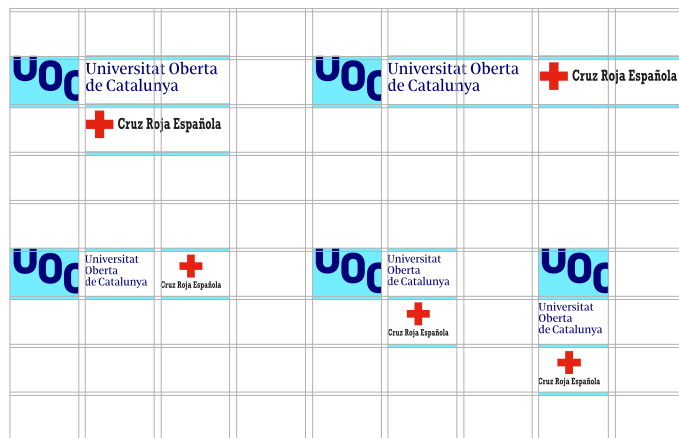 UOC
Universitat Oberta
de Catalunya
Cruz Roja Española
UOC
Universitat Oberta
de Catalunya
Cruz Roja Española
UOC
Universitat
Oberta
de Catalunya
Cruz Roja Española
UOC
Universitat
Oberta
de Catalunya
Cruz Roja Española
UOC
Universitat
Oberta
de Catalunya
Cruz Roja Española